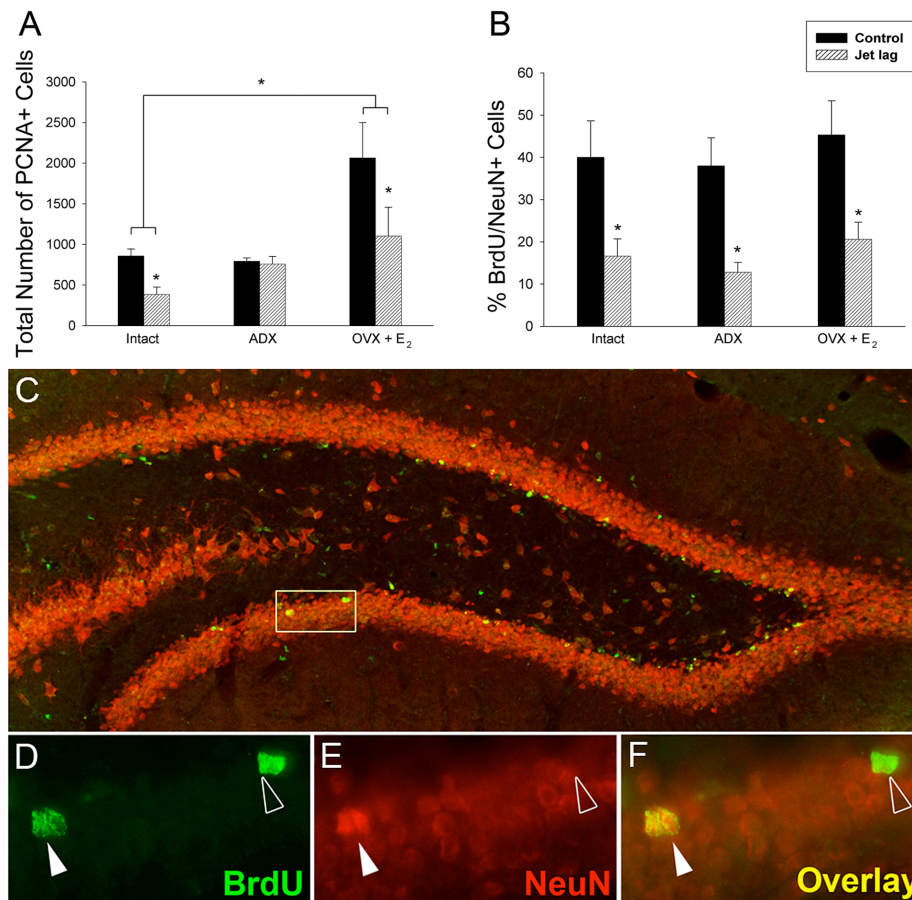 A
B
Control
Jet lag
Total Number of PCNA+ Cells
3000
2500
2000
1500
1000
500
0
*
*
*
Intact
ADX
OVX + E2
% BrdU/NeuN+ Cells
60
50
40
30
20
10
0
*
*
*
Intact
ADX
OVX + E2
C
D
BrdU
E
NeuN
F
Overlay